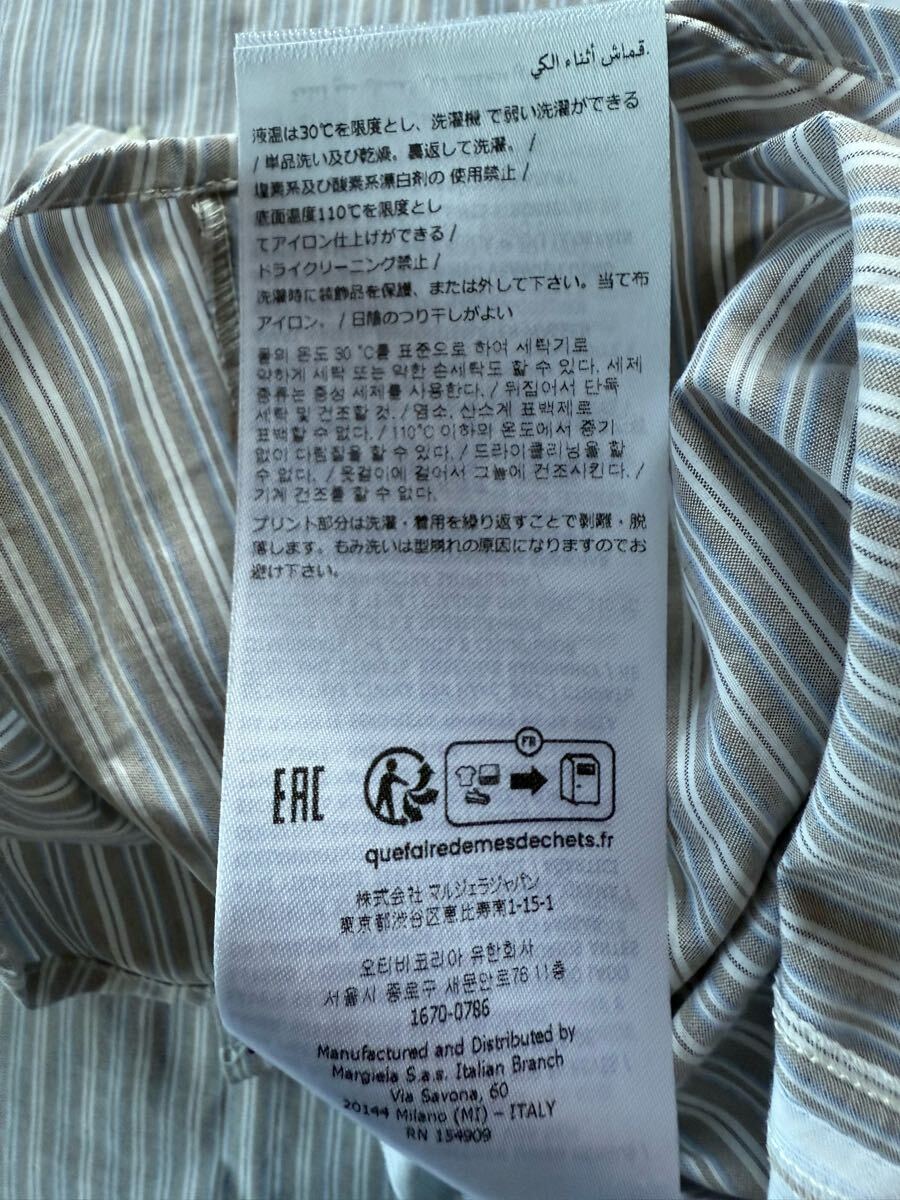 قماش أثناء الكي.
液温は30℃を限度とし、洗濯機 で弱い洗濯ができる
/ 単品洗い及び乾燥。裏返して洗濯。/
塩素系及び酸素系漂白剤の 使用禁止 /
底面温度110℃を限度とし
てアイロン仕上げができる /
ドライクリーニング禁止 /
洗濯時に装飾品を保護、または外して下さい。当て布
アイロン。 / 日陰のつり干しがよい
물의 온도 30 °C를 표준으로 하여 세탁기로
약하게 세탁 또는 약한 손세탁도 할 수 있다. 세제
종류는 중성 세제를 사용한다. / 뒤집어서 단독
세탁 및 건조할 것. / 염소, 산소계 표백제로
표백할 수 없다. / 110°C 이하의 온도에서 증기
없이 다림질을 할 수 있다. / 드라이클리닝을 할
수 없다. / 옷걸이에 걸어서 그늘에 건조시킨다. /
기계 건조를 할 수 없다.
プリント部分は洗濯・着用を繰り返すことで剥離・脱
落します。もみ洗いは型崩れの原因になりますのでお
避け下さい。
EAC
FR
quefairedemesdechets.fr
株式会社 マルジェラジャパン
東京都渋谷区恵比寿南1-15-1
오티비코리아 유한회사
서울시 종로구 새문안로76 11층
1670-0786
Manufactured and Distributed by
Margiela S.a.s. Italian Branch
Via Savona, 60
20144 Milano (MI) – ITALY
RN 154909